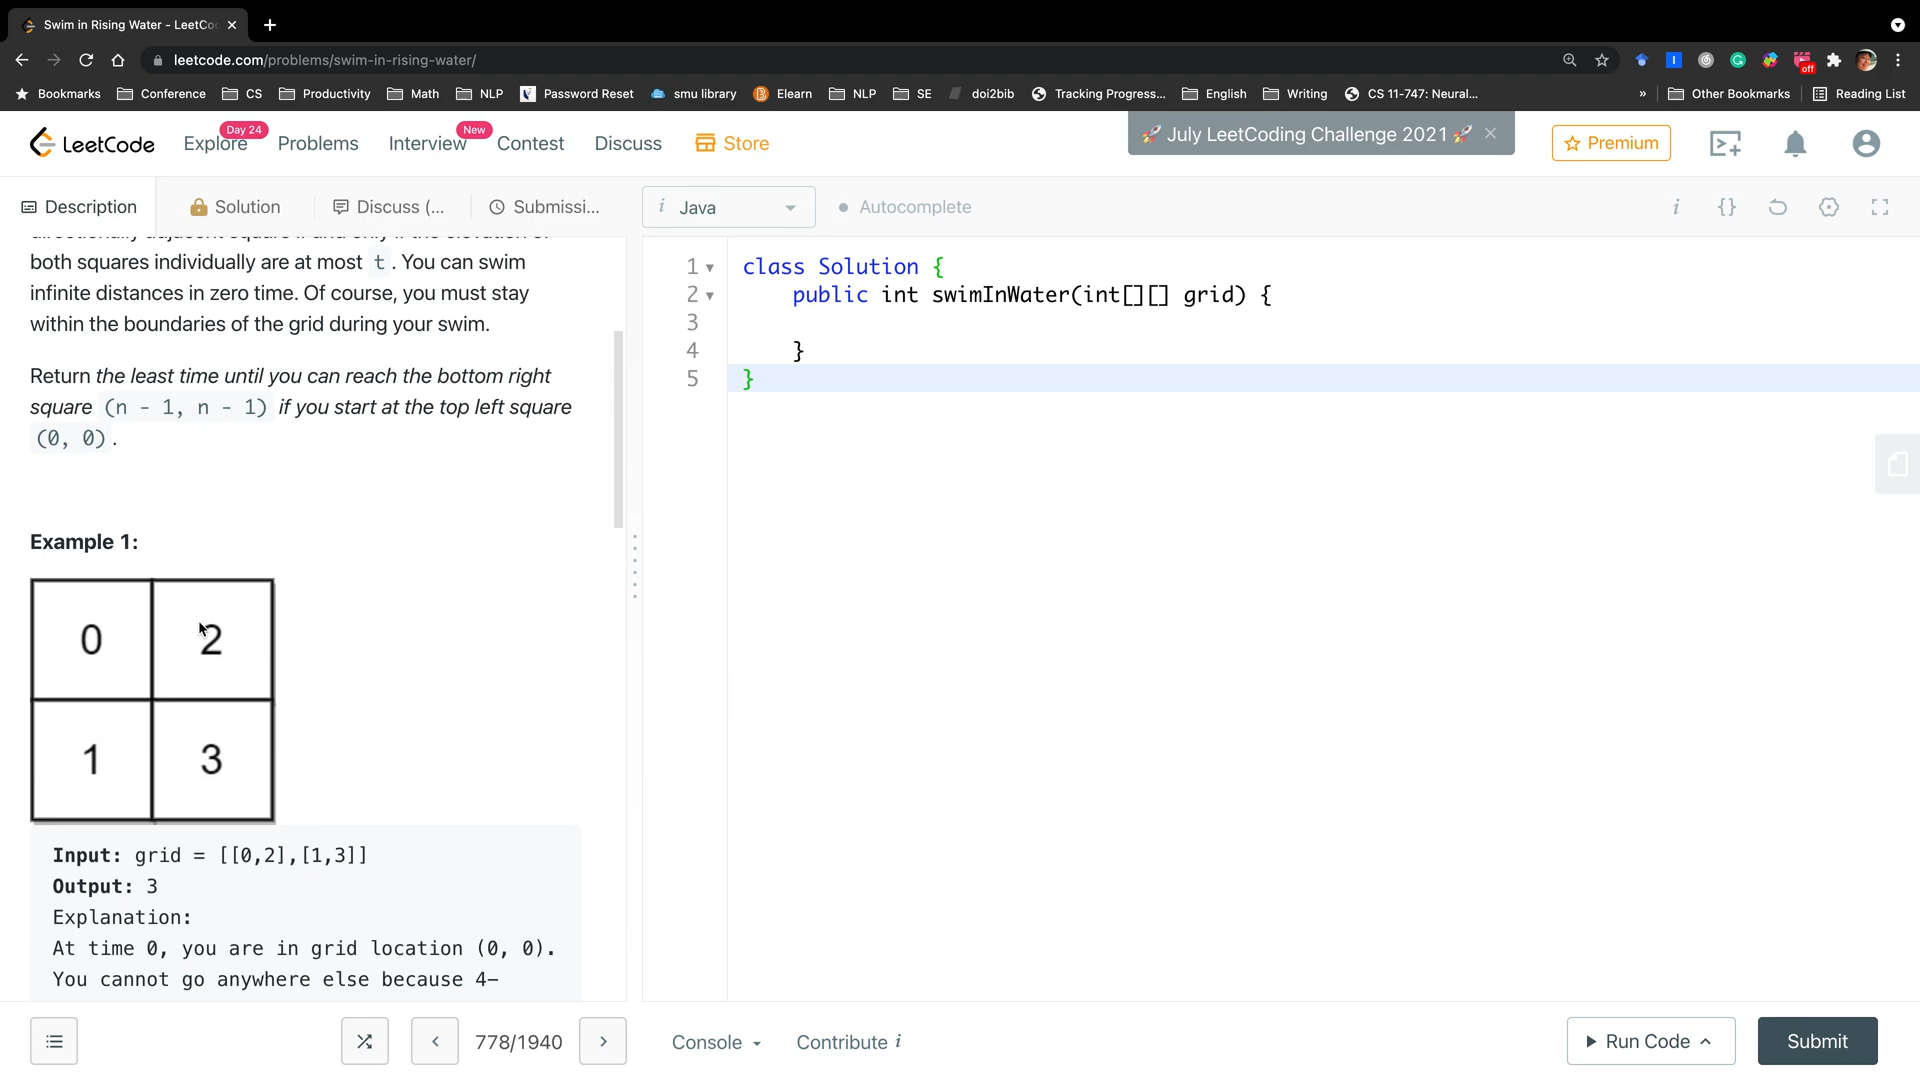 Swim in Rising Water - LeetCo
leetcode.com/problems/swim-in-rising-water/
off
Bookmarks Conference CS Productivity Math NLP Password Reset smu library Elearn NLP SE doi2bib Tracking Progress... English Writing CS 11-747: Neural... » Other Bookmarks Reading List
LeetCode Explore Day 24 Problems Interview New Contest Discuss Store 🚀 July LeetCoding Challenge 2021 🚀 × Premium
Description Solution Discuss (... Submissi... i Java Autocomplete i {}
both squares individually are at most t. You can swim
infinite distances in zero time. Of course, you must stay
within the boundaries of the grid during your swim.
Return the least time until you can reach the bottom right
square (n - 1, n - 1) if you start at the top left square
(0, 0).
Example 1:
0 2
1 3
Input: grid = [[0,2],[1,3]]
Output: 3
Explanation:
At time 0, you are in grid location (0, 0).
You cannot go anywhere else because 4-
1 class Solution {
2 public int swimInWater(int[][] grid) {
3
4 }
5 }
778/1940 Console Contribute i Run Code Submit